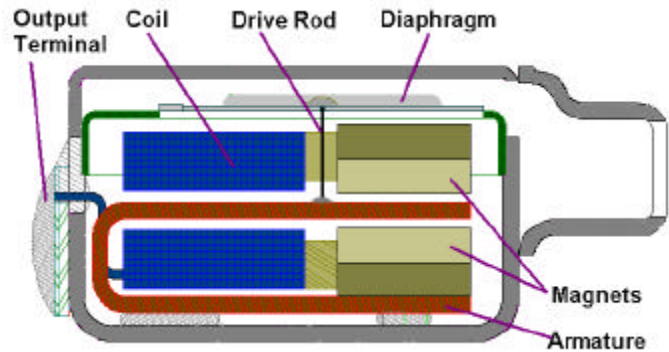 Output
Terminal
Coil
Drive Rod
Diaphragm
Magnets
Armature